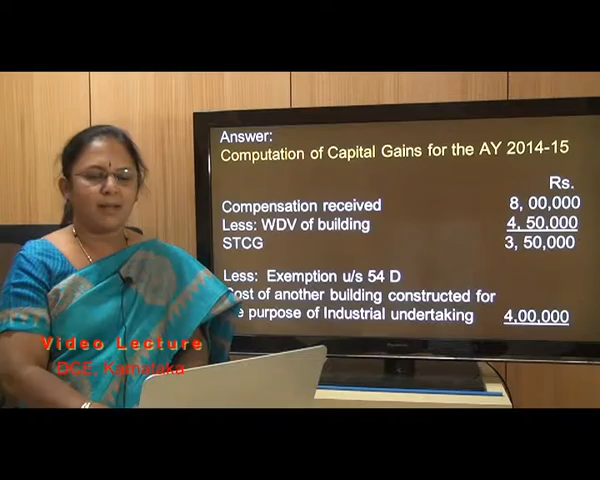 Answer:
Computation of Capital Gains for the AY 2014-15
Rs.
Compensation received 8, 00,000
Less: WDV of building 4, 50,000
STCG 3, 50,000
Less: Exemption u/s 54 D
Cost of another building constructed for
purpose of Industrial undertaking 4,00,000
Video Lecture
DCE, Karnataka